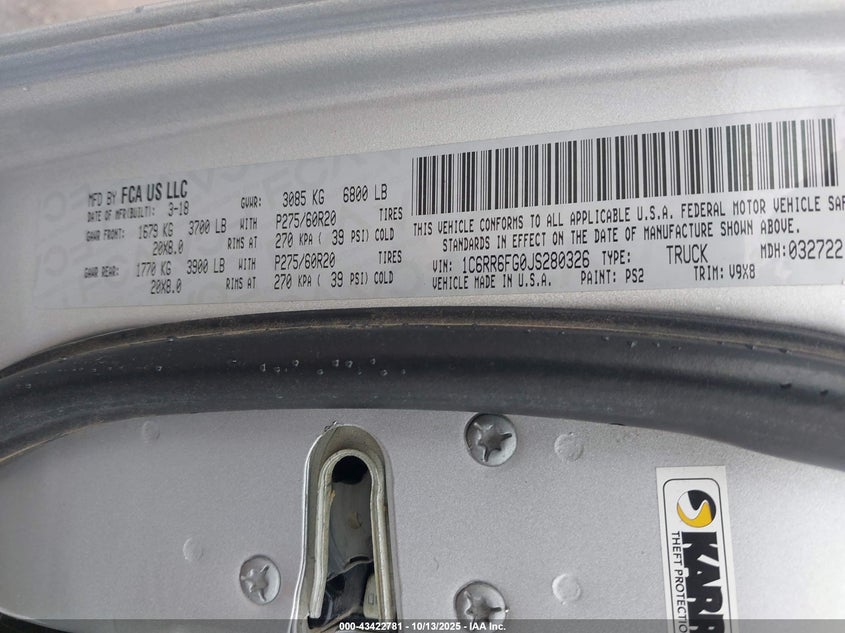 MFD BY FCA US LLC
DATE OF MFR(BUILT): 3-18 GVWR: 3085 KG 6800 LB
GAWR FRONT: 1679 KG 3700 LB WITH P275/60R20 TIRES
20X8.0 RIMS AT 270 KPA ( 39 PSI) COLD
GAWR REAR: 1770 KG 3900 LB WITH P275/60R20 TIRES
20X8.0 RIMS AT 270 KPA ( 39 PSI) COLD
THIS VEHICLE CONFORMS TO ALL APPLICABLE U.S.A. FEDERAL MOTOR VEHICLE SAF
STANDARDS IN EFFECT ON THE DATE OF MANUFACTURE SHOWN ABOVE.
VIN: 1C6RR6FG0JS280326 TYPE: TRUCK MDH:032722
VEHICLE MADE IN U.S.A. PAINT: PS2 TRIM: V9X8
KARR
THEFT PROTECTION
000-43422781 - 10/13/2025 - IAA Inc.